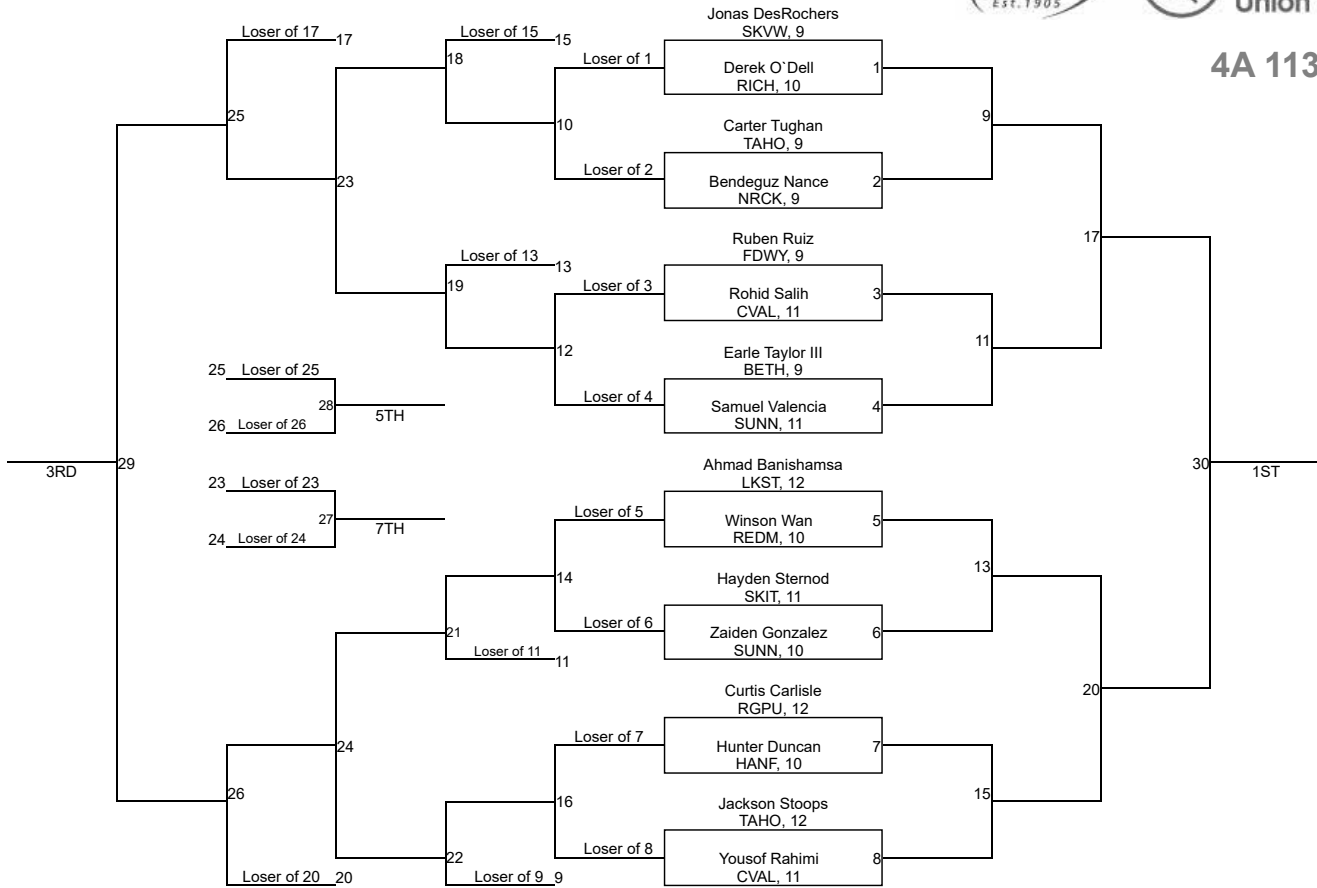 Est. 1905
Union
4A 113
Jonas DesRochers
SKVW, 9
Loser of 17
17
Loser of 15
15
18
Loser of 1
Derek O`Dell
1
RICH, 10
25
10
9
Carter Tughan
TAHO, 9
Loser of 2
Bendeguz Nance
2
NRCK, 9
23
Ruben Ruiz
FDWY, 9
17
Loser of 13
13
19
Loser of 3
Rohid Salih
3
CVAL, 11
12
11
Earle Taylor III
BETH, 9
25
Loser of 25
28
5TH
Loser of 4
Samuel Valencia
4
SUNN, 11
26
Loser of 26
3RD
29
30
1ST
Ahmad Banishamsa
LKST, 12
23
Loser of 23
27
7TH
Loser of 5
Winson Wan
5
REDM, 10
24
Loser of 24
14
13
Hayden Sternod
SKIT, 11
21
Loser of 11
11
Loser of 6
Zaiden Gonzalez
6
SUNN, 10
20
Curtis Carlisle
RGPU, 12
24
Loser of 7
Hunter Duncan
7
HANF, 10
26
16
15
Jackson Stoops
TAHO, 12
22
Loser of 8
Yousof Rahimi
8
CVAL, 11
Loser of 20
20
Loser of 9
9